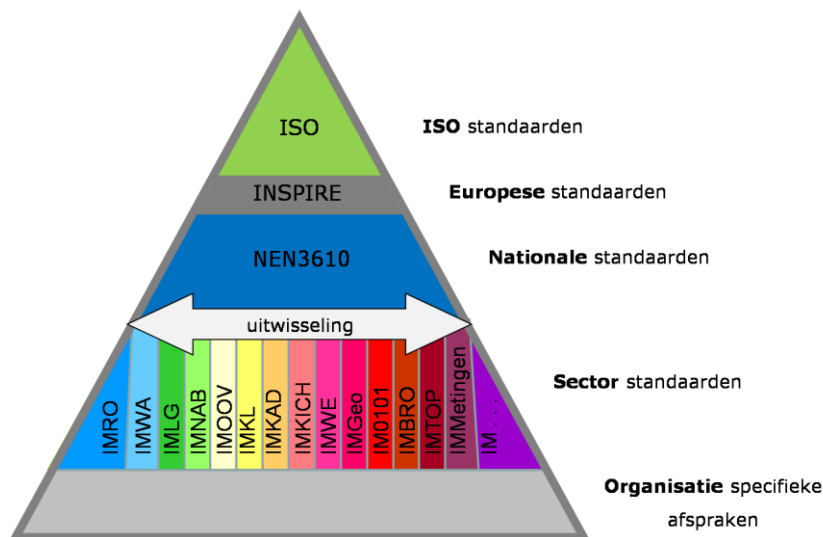 ISO
ISO standaarden
INSPIRE
Europese standaarden
NEN3610
Nationale standaarden
uitwisseling
IMRO
IMWA
IMLG
IMNAB
IMOOV
IMKL
IMKAD
IMKICH
IMWE
IMGeo
IM0101
IMBRO
IMTOP
IMMetingen
IM . . .
Sector standaarden
Organisatie specifieke
afspraken